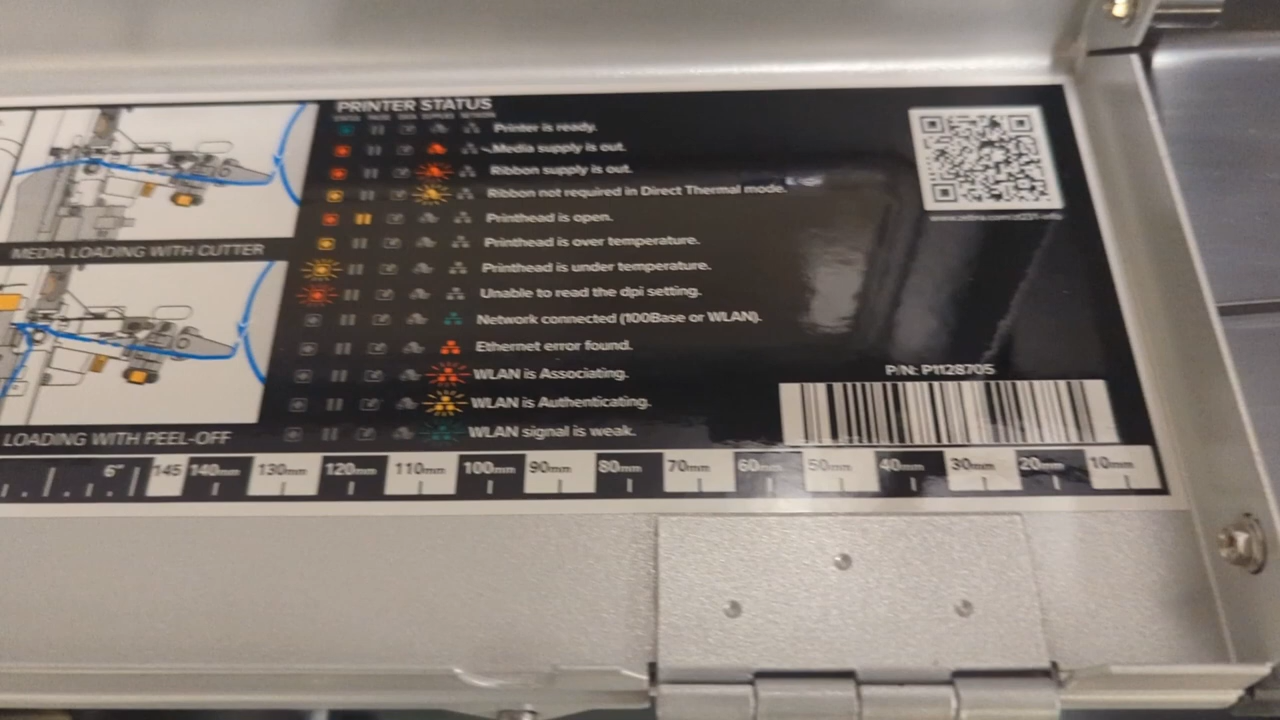 PRINTER STATUS
Printer is ready.
Media supply is out.
Ribbon supply is out.
Ribbon not required in Direct Thermal mode.
Printhead is open.
Printhead is over temperature.
Printhead is under temperature.
Unable to read the dpi setting.
Network connected (100Base or WLAN).
Ethernet error found.
WLAN is Associating.
WLAN is Authenticating.
WLAN signal is weak.
MEDIA LOADING WITH CUTTER
LOADING WITH PEEL-OFF
P/N: P1128705
6" 145 140mm 130mm 120mm 110mm 100mm 90mm 80mm 70mm 60mm 50mm 40mm 30mm 20mm 10mm